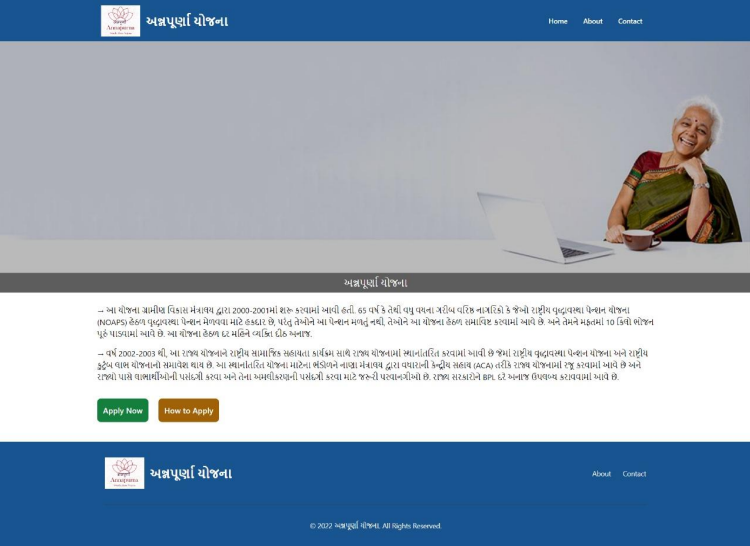 अन्नपूर्णा
Annapurna
અન્નપૂર્ણા યોજના
Home About Contact
અન્નપૂર્ણા યોજના
→ આ યોજના ગ્રામીણ વિકાસ મંત્રાલય દ્વારા 2000-2001માં શરૂ કરવામાં આવી હતી. 65 વર્ષ કે તેથી વધુ વયના ગરીબ વરિષ્ઠ નાગરિકો કે જેઓ રાષ્ટ્રીય વૃદ્ધાવસ્થા પેન્શન યોજના
(NOAPS) હેઠળ વૃદ્ધાવસ્થા પેન્શન મેળવવા માટે હકદાર છે, પરંતુ તેઓને આ પેન્શન મળતું નથી, તેઓને આ યોજના હેઠળ સમાવિષ્ટ કરવામાં આવે છે. અને તેમને મફતમાં 10 કિલો ભોજન
પૂરું પાડવામાં આવે છે. આ યોજના હેઠળ દર મહિને વ્યક્તિ દીઠ અનાજ.
→ વર્ષ 2002-2003 થી, આ રાજ્ય યોજનાને રાષ્ટ્રીય સામાજિક સહાયતા કાર્યક્રમ સાથે રાજ્ય યોજનામાં સ્થાનાંતરિત કરવામાં આવી છે જેમાં રાષ્ટ્રીય વૃદ્ધાવસ્થા પેન્શન યોજના અને રાષ્ટ્રીય
કુટુંબ લાભ યોજનાનો સમાવેશ થાય છે. આ સ્થાનાંતરિત યોજના માટેના ભંડોળને નાણા મંત્રાલય દ્વારા વધારાની કેન્દ્રીય સહાય (ACA) તરીકે રાજ્ય યોજનામાં રજૂ કરવામાં આવે છે અને
રાજ્યો પાસે લાભાર્થીઓની પસંદગી કરવા અને તેના અમલીકરણની પસંદગી કરવા માટે જરૂરી પરવાનગીઓ છે. રાજ્ય સરકારોને BPL દરે અનાજ ઉપલબ્ધ કરાવવામાં આવે છે.
Apply Now How to Apply
अन्नपूर्णा
Annapurna
અન્નપૂર્ણા યોજના
About Contact
© 2022 અન્નપૂર્ણા યોજના. All Rights Reserved.